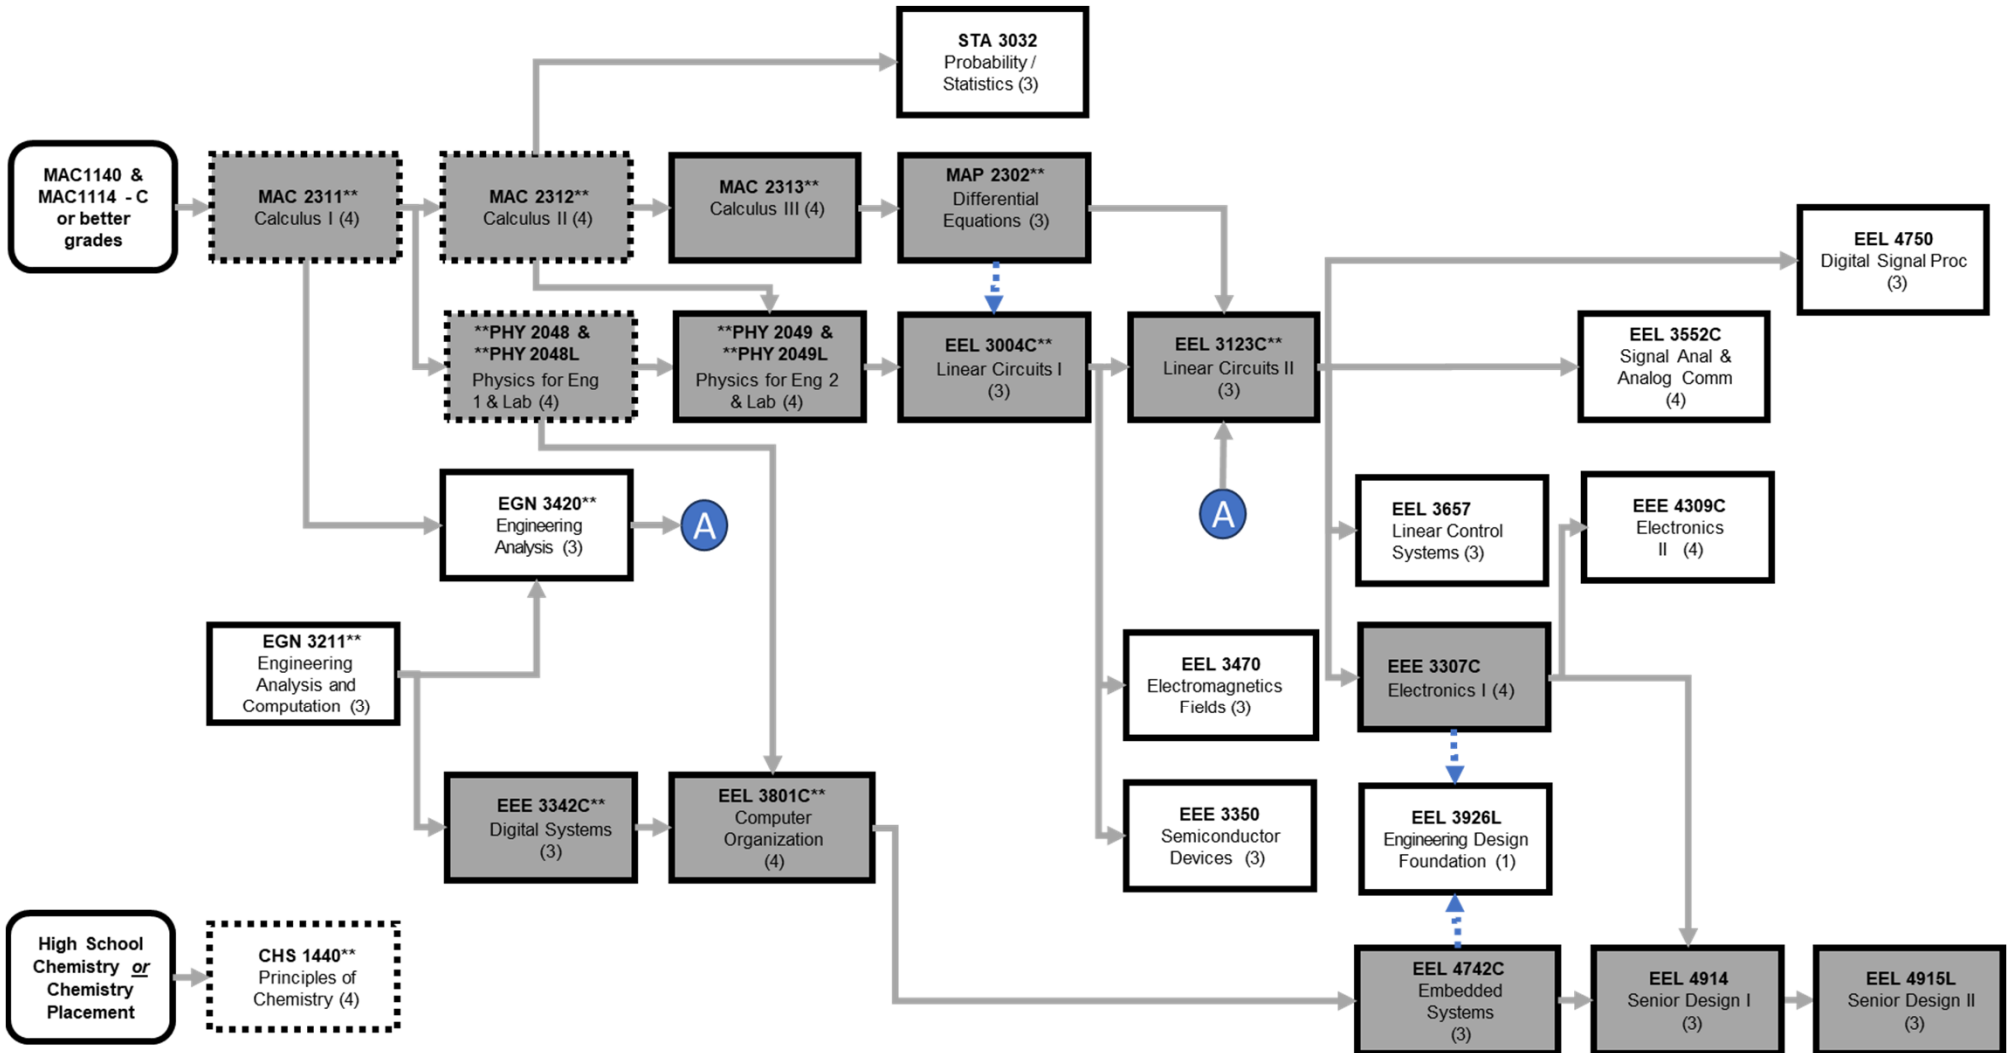 STA 3032
Probability /
Statistics (3)
MAC1140 &
MAC1114 - C
or better
grades
MAC 2311**
Calculus I (4)
MAC 2312**
Calculus II (4)
MAC 2313**
Calculus III (4)
MAP 2302**
Differential
Equations (3)
EEL 4750
Digital Signal Proc
(3)
**PHY 2048 &
**PHY 2048L
Physics for Eng
1 & Lab (4)
**PHY 2049 &
**PHY 2049L
Physics for Eng 2
& Lab (4)
EEL 3004C**
Linear Circuits I
(3)
EEL 3123C**
Linear Circuits II
(3)
EEL 3552C
Signal Anal &
Analog Comm
(4)
EGN 3420**
Engineering
Analysis (3)
A
A
EEL 3657
Linear Control
Systems (3)
EEE 4309C
Electronics
II (4)
EGN 3211**
Engineering
Analysis and
Computation (3)
EEL 3470
Electromagnetics
Fields (3)
EEE 3307C
Electronics I (4)
EEE 3342C**
Digital Systems
(3)
EEL 3801C**
Computer
Organization
(4)
EEE 3350
Semiconductor
Devices (3)
EEL 3926L
Engineering Design
Foundation (1)
High School
Chemistry or
Chemistry
Placement
CHS 1440**
Principles of
Chemistry (4)
EEL 4742C
Embedded
Systems
(3)
EEL 4914
Senior Design I
(3)
EEL 4915L
Senior Design II
(3)